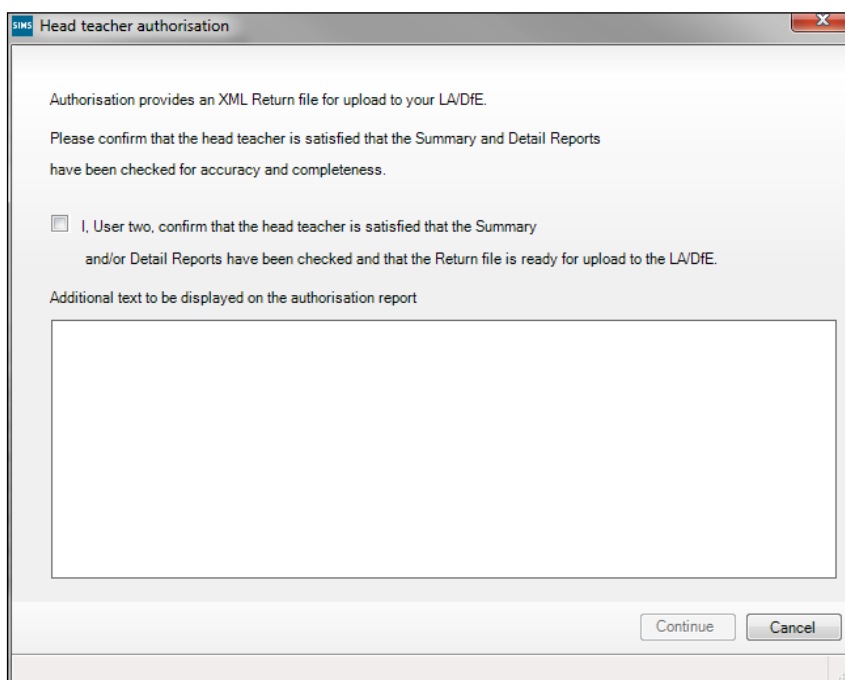 SIMS Head teacher authorisation
Authorisation provides an XML Return file for upload to your LA/DfE.
Please confirm that the head teacher is satisfied that the Summary and Detail Reports
have been checked for accuracy and completeness.
I, User two, confirm that the head teacher is satisfied that the Summary
and/or Detail Reports have been checked and that the Return file is ready for upload to the LA/DfE.
Additional text to be displayed on the authorisation report
Continue Cancel